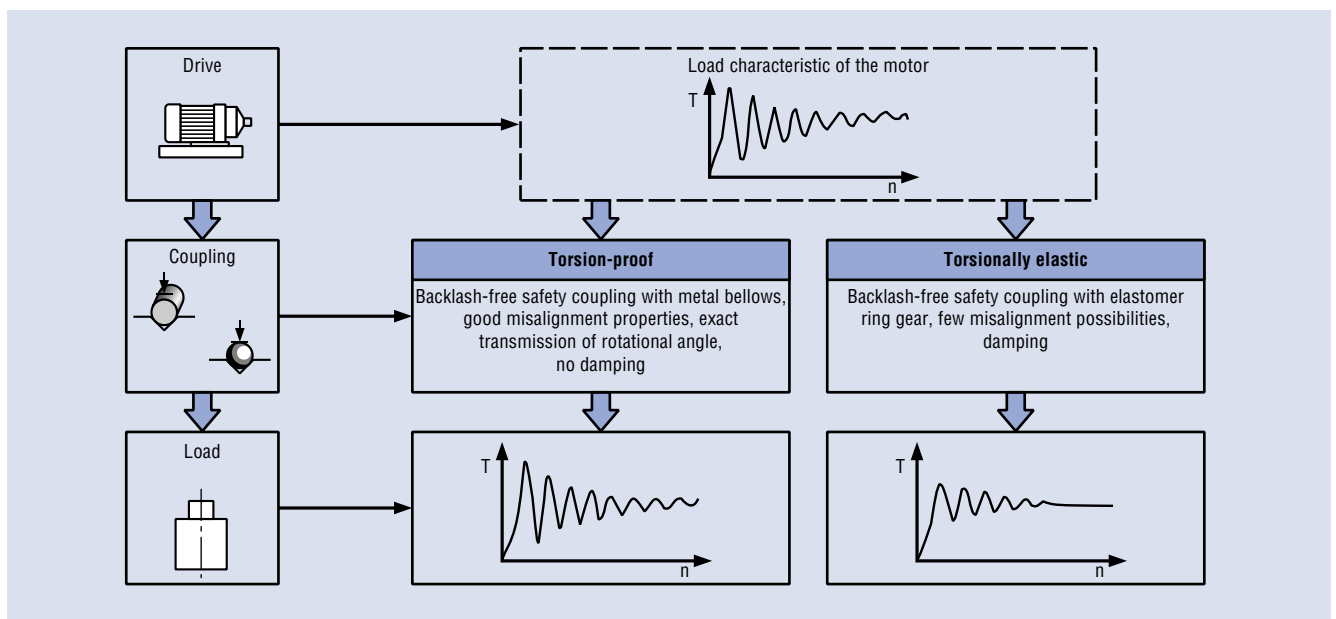 Drive
Load characteristic of the motor
T
n
Coupling
Torsion-proof
Backlash-free safety coupling with metal bellows,
good misalignment properties, exact
transmission of rotational angle,
no damping
Torsionally elastic
Backlash-free safety coupling with elastomer
ring gear, few misalignment possibilities,
damping
Load
T
n
T
n